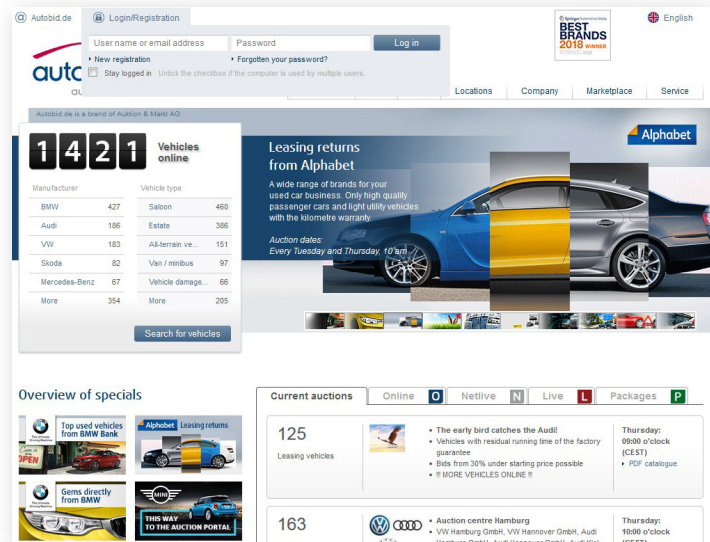 Autobid.de
Login/Registration
English
User name or email address
Password
Log in
New registration
Forgotten your password?
Stay logged in Untick the checkbox if the computer is used by multiple users.
BEST
BRANDS
2018 WINNER
auto
Locations
Company
Marketplace
Service
Autobid.de is a brand of Auktion & Markt AG
1421
Vehicles
online
Manufacturer
Vehicle type
BMW 427
Saloon 460
Audi 186
Estate 386
VW 183
All-terrain ve... 151
Skoda 82
Van / minibus 97
Mercedes-Benz 67
Vehicle damage... 66
More 354
More 205
Search for vehicles
Leasing returns
from Alphabet
Alphabet
A wide range of brands for your
used car business. Only high quality
passenger cars and light utility vehicles
with the kilometre warranty.
Auction dates:
Every Tuesday and Thursday, 10 am
Overview of specials
Top used vehicles
from BMW Bank
OPEN
Alphabet Leasing returns
Gems directly
from BMW
MINI
THIS WAY
TO THE AUCTION PORTAL
Current auctions
Online O
Netlive N
Live L
Packages P
125
Leasing vehicles
The early bird catches the Audi!
Vehicles with residual running time of the factory
guarantee
Bids from 30% under starting price possible
!!! MORE VEHICLES ONLINE !!!
Thursday:
09:00 o'clock
(CEST)
PDF catalogue
163
Auction centre Hamburg
VW Hamburg GmbH, VW Hannover GmbH, Audi
Thursday:
10:00 o'clock